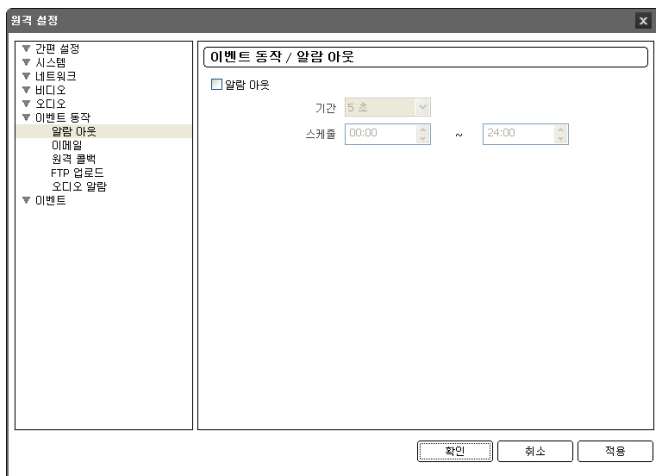 원격 설정
간편 설정
시스템
네트워크
비디오
오디오
이벤트 동작
알람 아웃
이메일
원격 콜백
FTP 업로드
오디오 알람
이벤트
이벤트 동작 / 알람 아웃
알람 아웃
기간 5 초
스케줄 00:00 ~ 24:00
확인 취소 적용